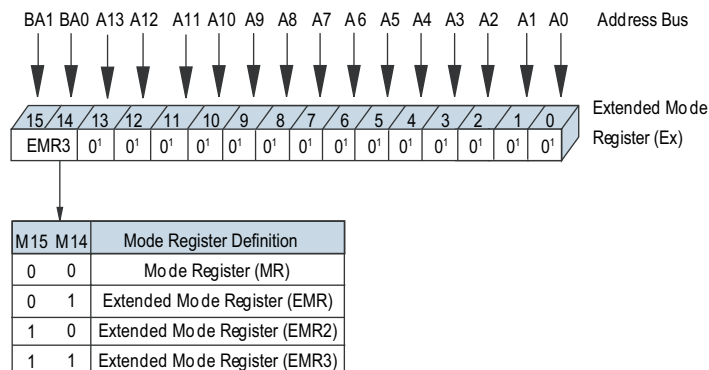 BA1 BA0 A13 A12 A11 A10 A9 A8 A7 A6 A5 A4 A3 A2 A1 A0 Address Bus
15 14 13 12 11 10 9 8 7 6 5 4 3 2 1 0 Extended Mode
EMR3 0¹ 0¹ 0¹ 0¹ 0¹ 0¹ 0¹ 0¹ 0¹ 0¹ 0¹ 0¹ 0¹ 0¹ Register (Ex)
M15 M14 Mode Register Definition
0 0 Mode Register (MR)
0 1 Extended Mode Register (EMR)
1 0 Extended Mode Register (EMR2)
1 1 Extended Mode Register (EMR3)